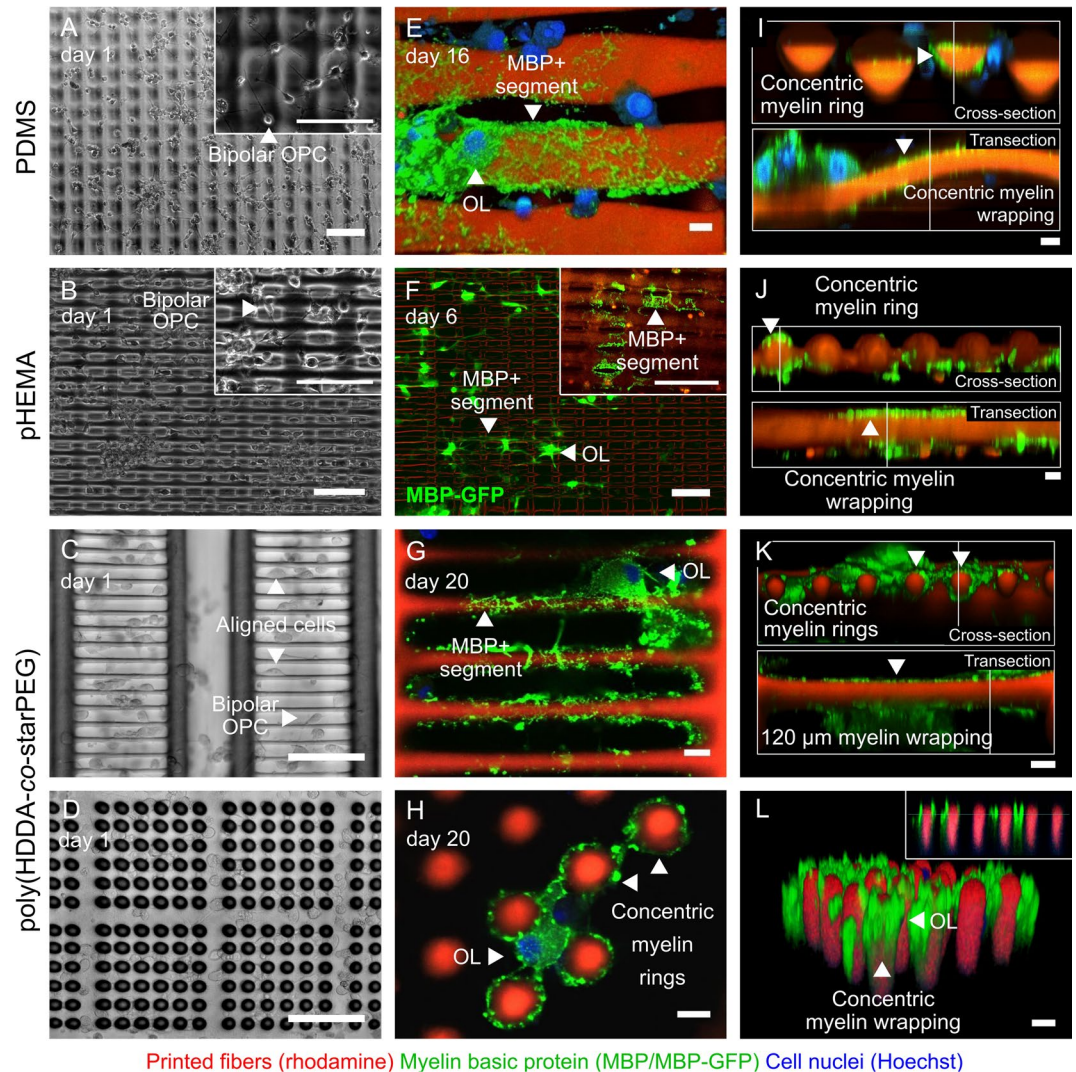 PDMS
A
day 1
Bipolar OPC
E
day 16
MBP+
segment
OL
I
Concentric
myelin ring
Cross-section
Transection
Concentric myelin
wrapping
pHEMA
B
day 1
Bipolar
OPC
F
day 6
MBP+
segment
MBP+
segment
OL
MBP-GFP
J
Concentric
myelin ring
Cross-section
Transection
Concentric myelin
wrapping
poly(HDDA-co-starPEG)
C
day 1
Aligned cells
Bipolar
OPC
G
day 20
OL
MBP+
segment
K
Concentric
myelin rings
Cross-section
Transection
120 µm myelin wrapping
D
day 1
H
day 20
OL
Concentric
myelin
rings
L
OL
Concentric
myelin wrapping
Printed fibers (rhodamine) Myelin basic protein (MBP/MBP-GFP) Cell nuclei (Hoechst)